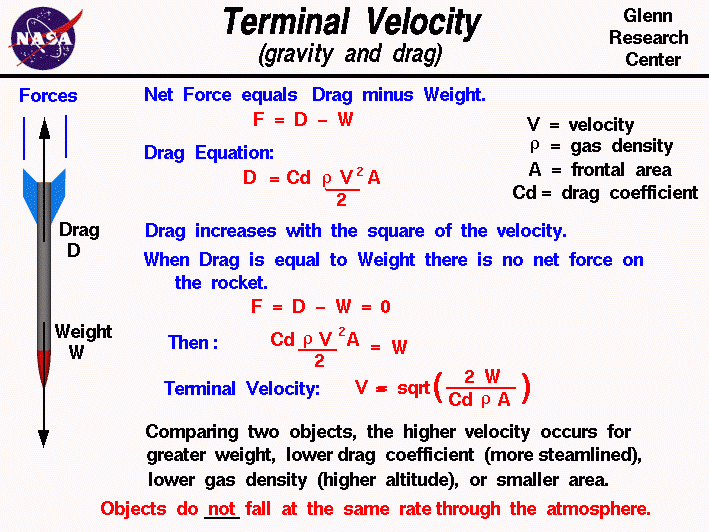 NASA
Terminal Velocity
(gravity and drag)
Glenn
Research
Center
Forces
Net Force equals Drag minus Weight.
F = D – W
Drag Equation:
D = Cd ρ V² A
2
V = velocity
ρ = gas density
A = frontal area
Cd = drag coefficient
Drag
D
Drag increases with the square of the velocity.
When Drag is equal to Weight there is no net force on
the rocket.
F = D – W = 0
Weight
W
Then :
Cd ρ V² A = W
2
Terminal Velocity:
V = sqrt ( 2 W
Cd ρ A )
Comparing two objects, the higher velocity occurs for
greater weight, lower drag coefficient (more steamlined),
lower gas density (higher altitude), or smaller area.
Objects do not fall at the same rate through the atmosphere.